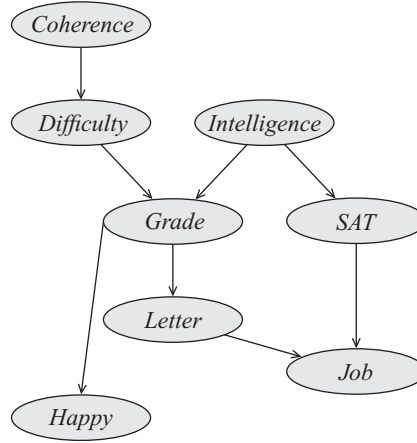 Coherence
Difficulty
Intelligence
Grade
SAT
Letter
Job
Happy